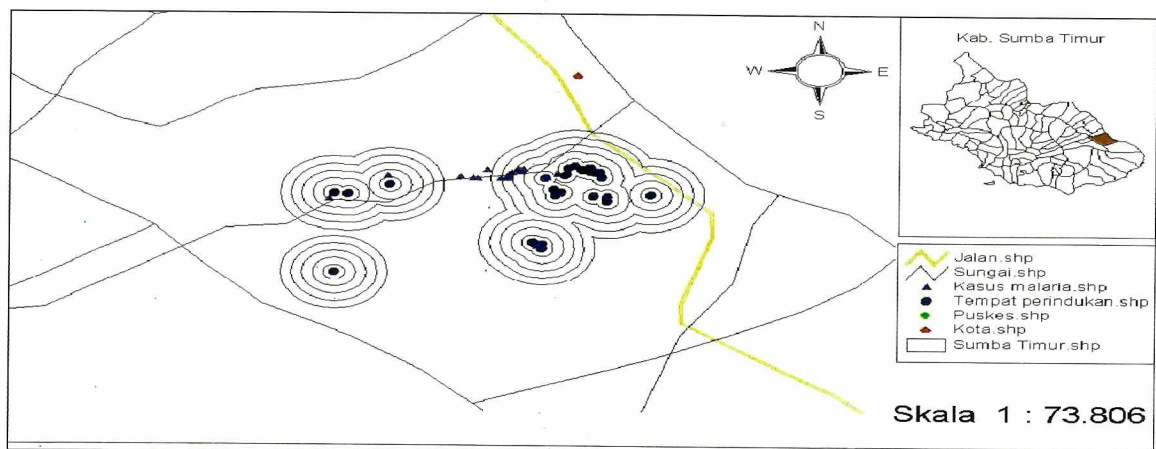 Kab. Sumba Timur
N
W
E
S
Jalan.shp
Sungai.shp
Kasus malaria.shp
Tempat perindukan.shp
Puskes.shp
Kota.shp
Sumba Timur.shp
Skala 1 : 73.806